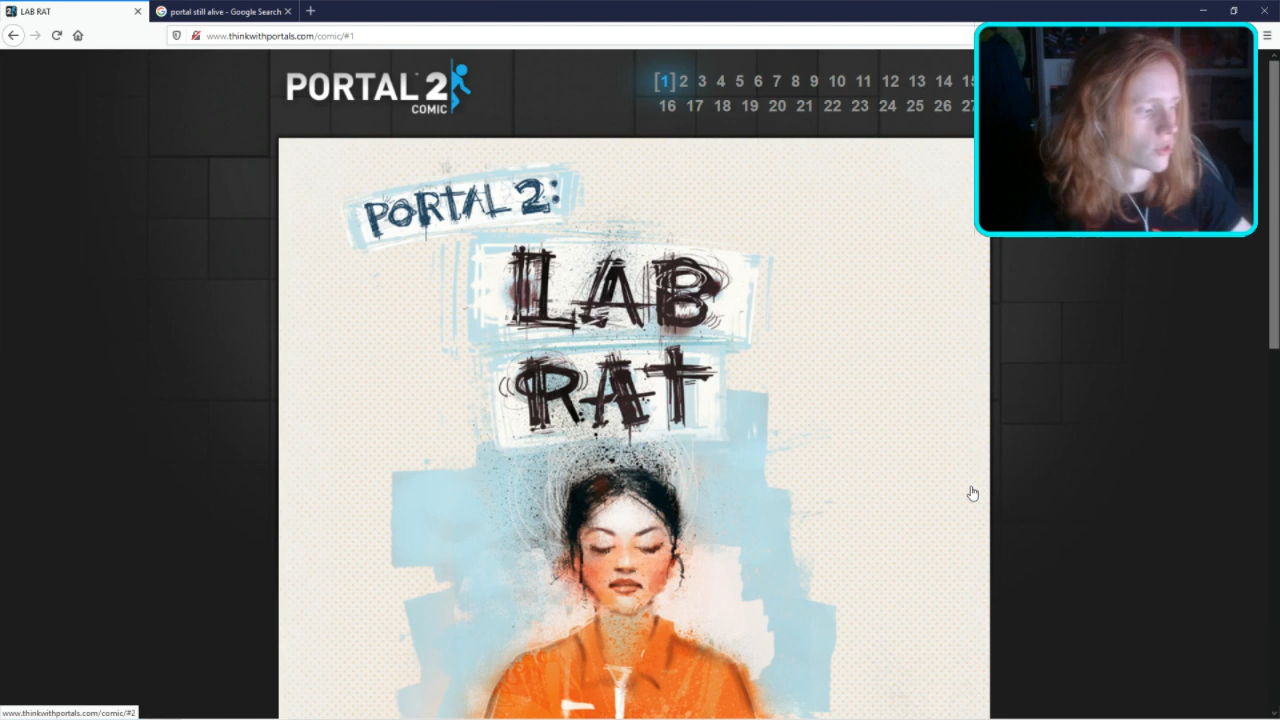 LAB RAT
portal still alive - Google Search
www.thinkwithportals.com/comic/#1
PORTAL 2
COMIC
[1] 2 3 4 5 6 7 8 9 10 11 12 13 14 15
16 17 18 19 20 21 22 23 24 25 26 27
PORTAL 2:
LAB
RAT
www.thinkwithportals.com/comic/#2